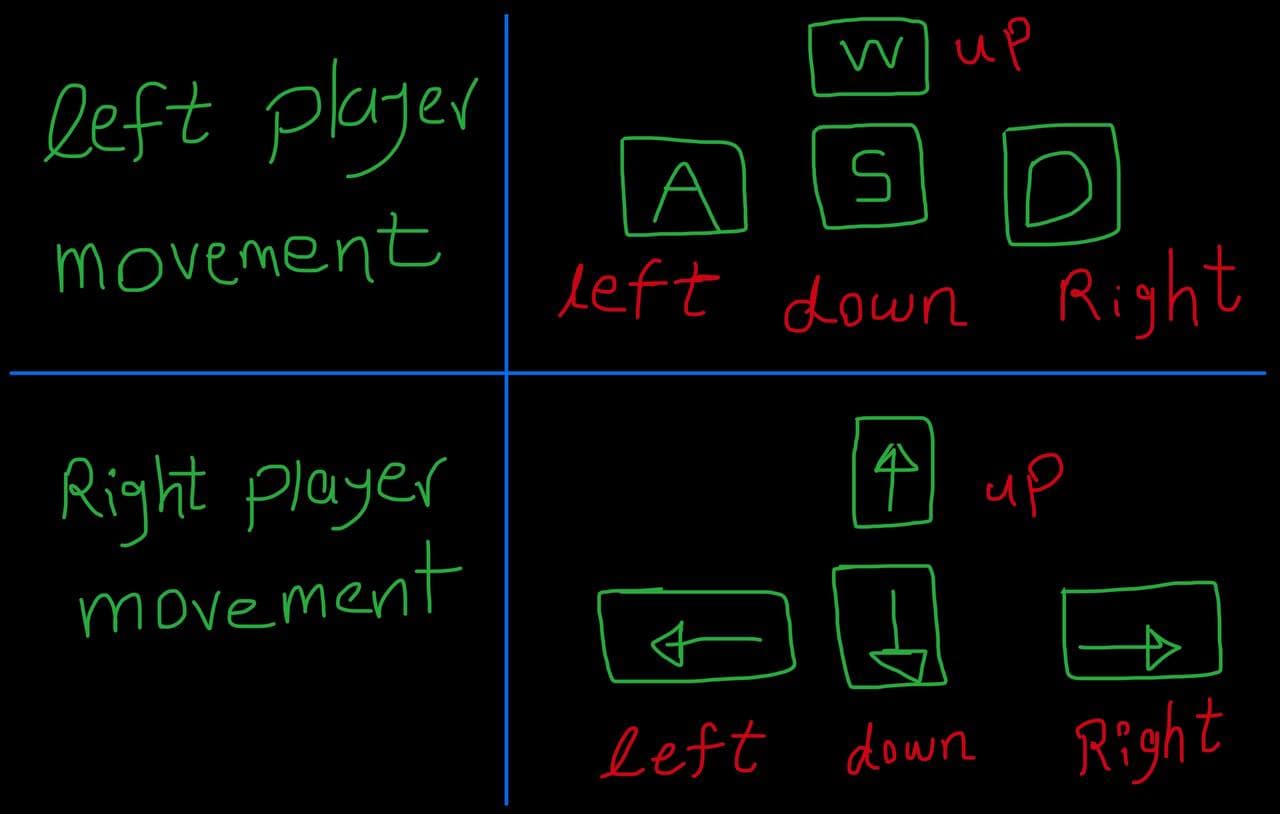 left player
movement
W up
A S D
left down Right
Right player
movement
↑ up
← ↓ →
left down Right